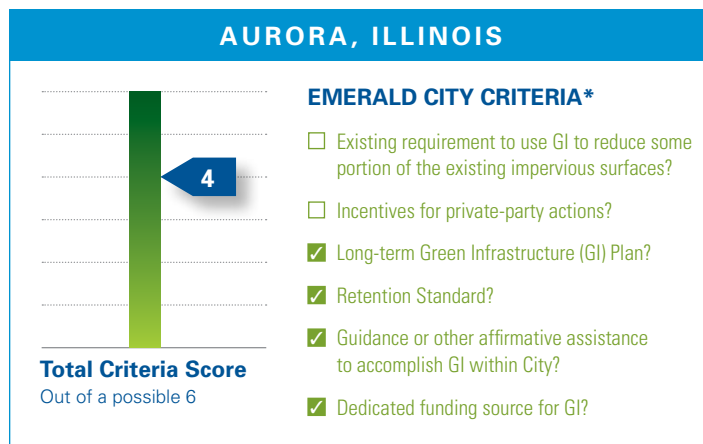 AURORA, ILLINOIS
4
Total Criteria Score
Out of a possible 6
EMERALD CITY CRITERIA*
Existing requirement to use GI to reduce some
portion of the existing impervious surfaces?
Incentives for private-party actions?
Long-term Green Infrastructure (GI) Plan?
Retention Standard?
Guidance or other affirmative assistance
to accomplish GI within City?
Dedicated funding source for GI?